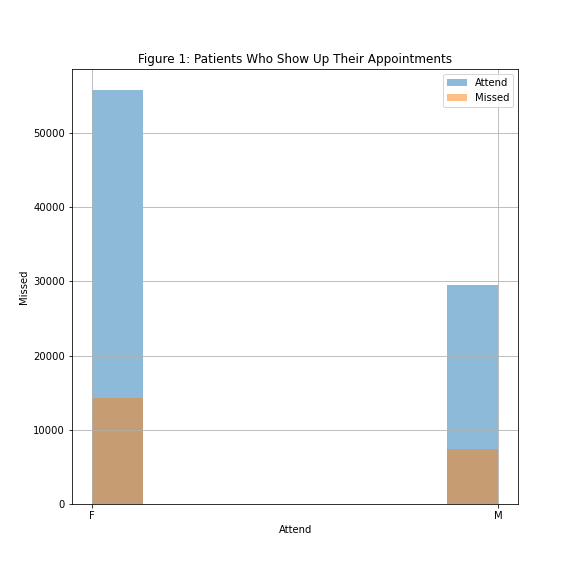 Figure 1: Patients Who Show Up Their Appointments
Attend
Missed
50000
40000
30000
20000
10000
0
Missed
F
M
Attend